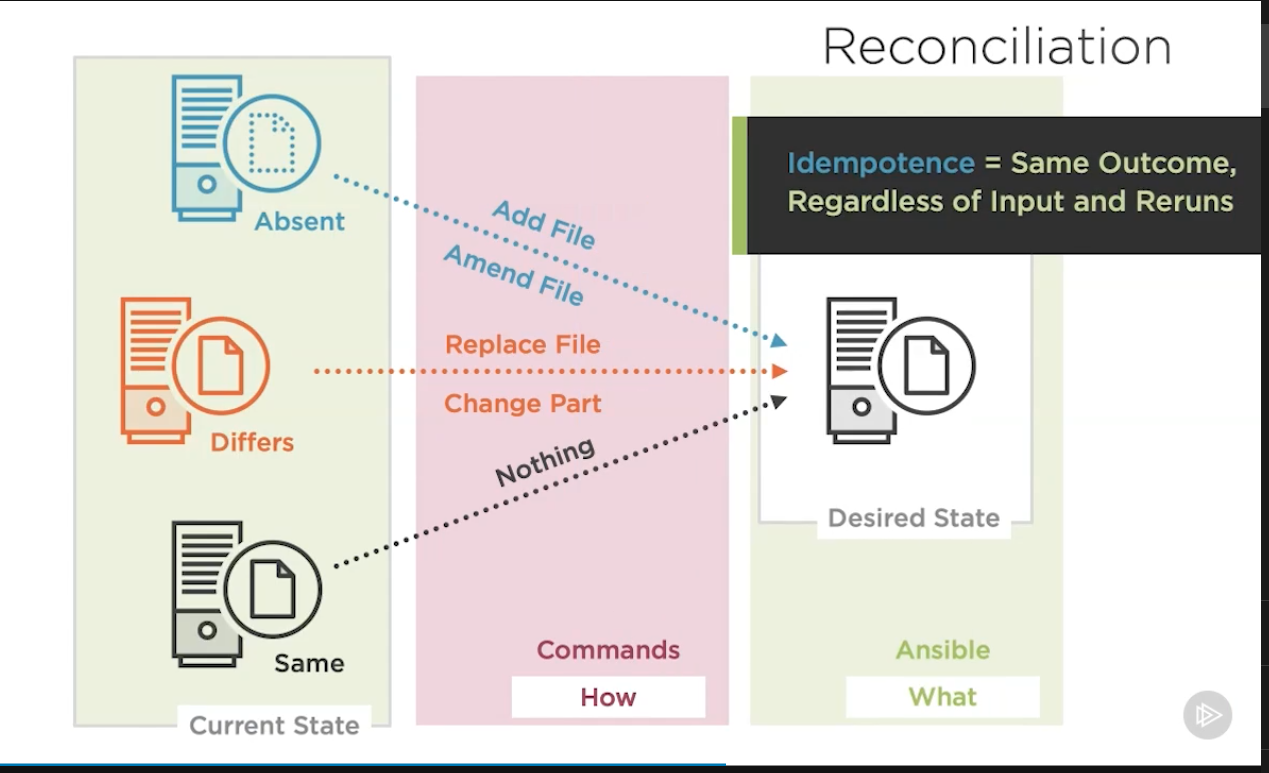 Reconciliation
Idempotence = Same Outcome,
Regardless of Input and Reruns
Absent
Add File
Amend File
Differs
Replace File
Change Part
Same
Nothing
Desired State
Current State
Commands
How
Ansible
What